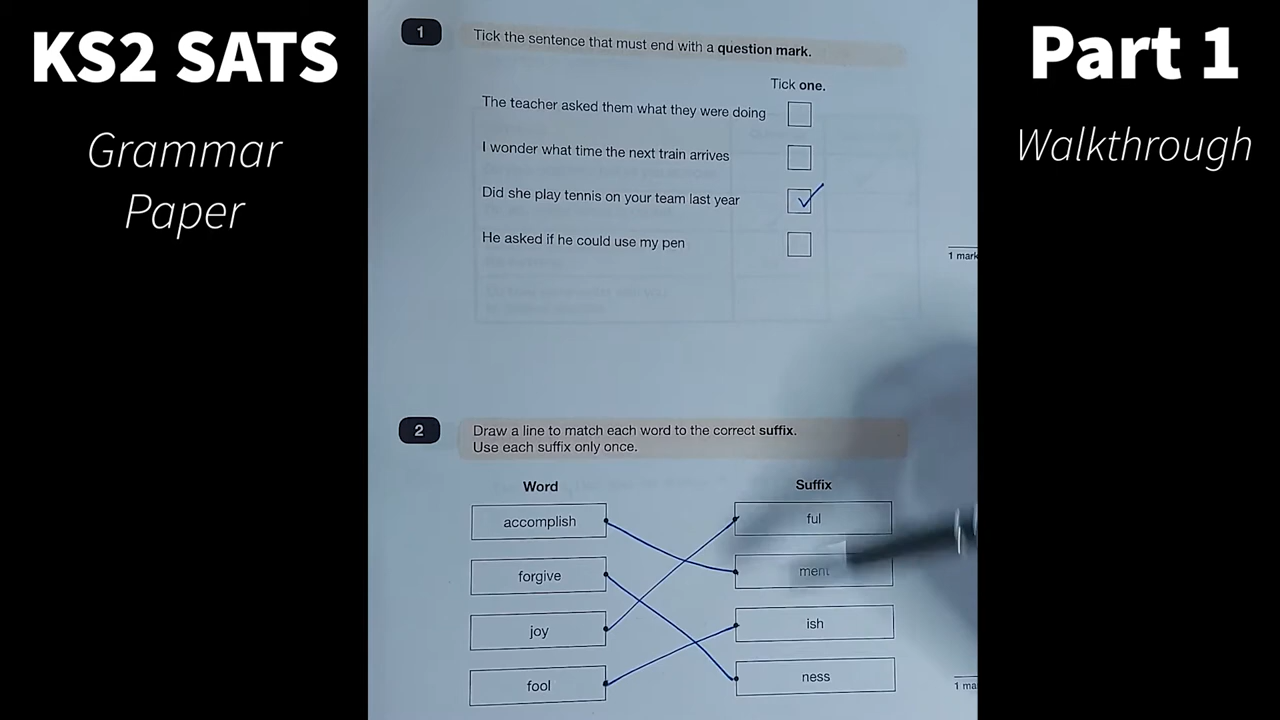 KS2 SATS
Grammar
Paper
Part 1
Walkthrough
1
Tick the sentence that must end with a question mark.
Tick one.
The teacher asked them what they were doing
I wonder what time the next train arrives
Did she play tennis on your team last year
He asked if he could use my pen
1 mark
2
Draw a line to match each word to the correct suffix.
Use each suffix only once.
Word
Suffix
accomplish
ful
forgive
ment
joy
ish
fool
ness
1 ma